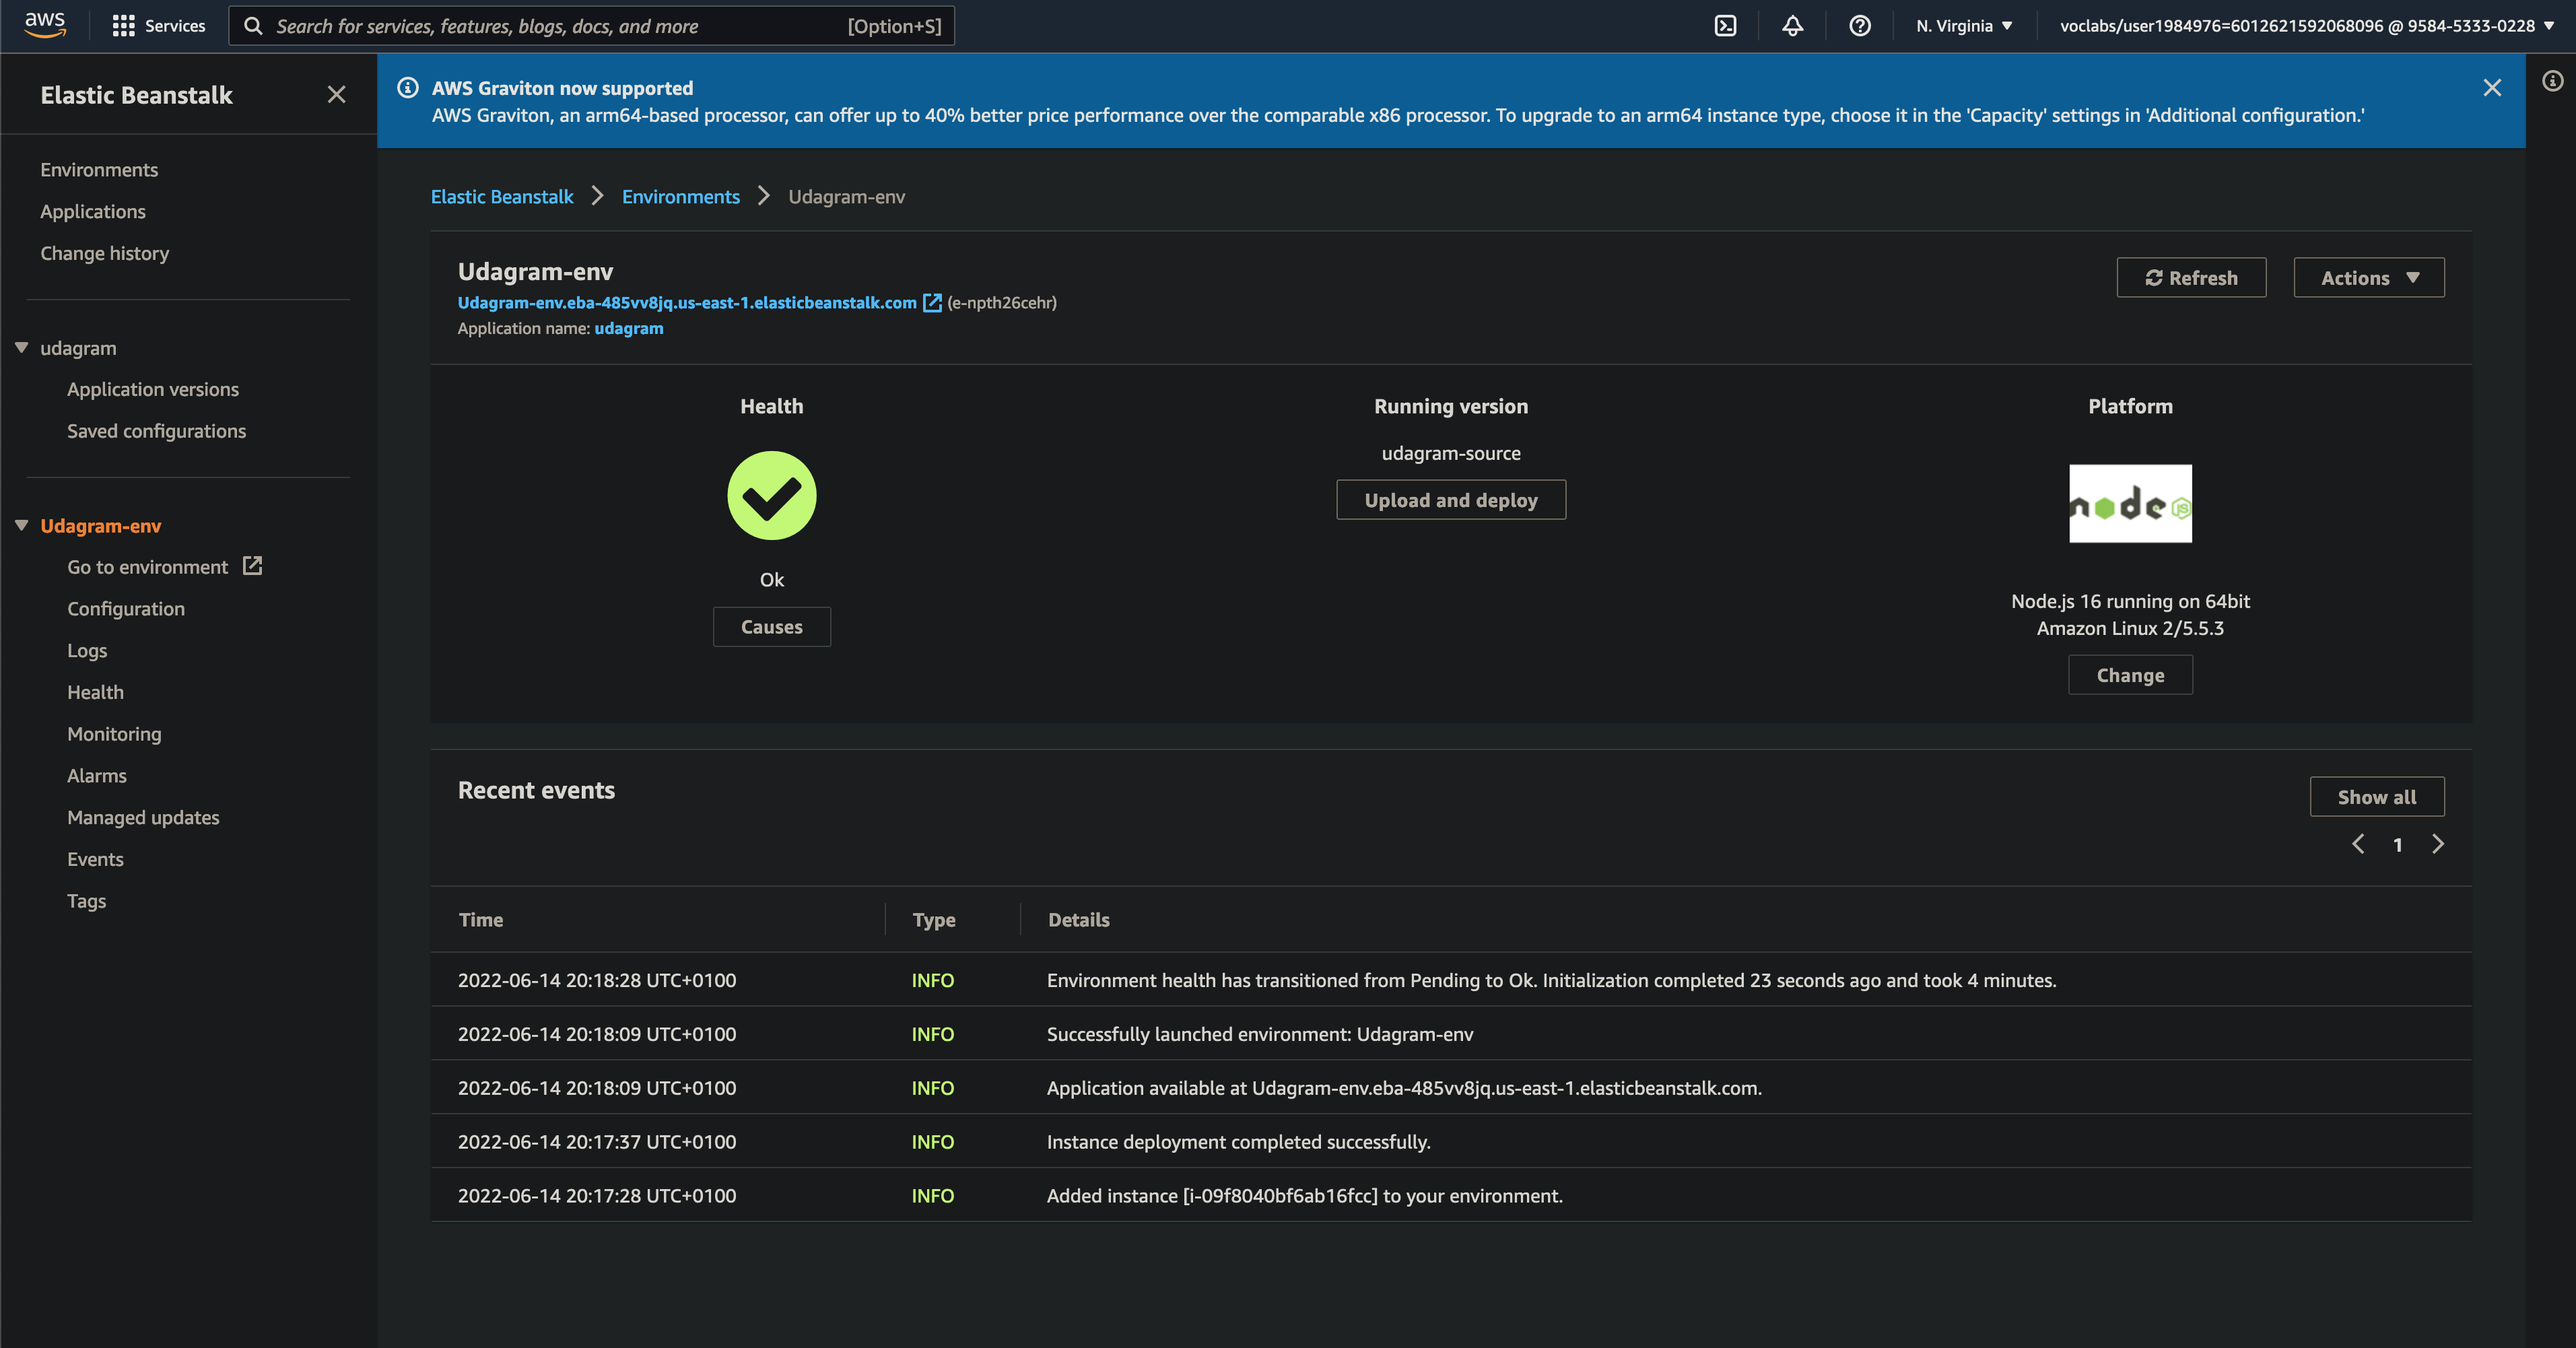 aws
Services
Search for services, features, blogs, docs, and more
[Option+S]
N. Virginia
voclabs/user1984976=6012621592068096 @ 9584-5333-0228
Elastic Beanstalk
Environments
Applications
Change history
udagram
Application versions
Saved configurations
Udagram-env
Go to environment
Configuration
Logs
Health
Monitoring
Alarms
Managed updates
Events
Tags
AWS Graviton now supported
AWS Graviton, an arm64-based processor, can offer up to 40% better price performance over the comparable x86 processor. To upgrade to an arm64 instance type, choose it in the 'Capacity' settings in 'Additional configuration.'
Elastic Beanstalk > Environments > Udagram-env
Udagram-env
Udagram-env.eba-485vv8jq.us-east-1.elasticbeanstalk.com (e-npth26cehr)
Application name: udagram
Refresh
Actions
Health
Ok
Causes
Running version
udagram-source
Upload and deploy
Platform
node JS
Node.js 16 running on 64bit
Amazon Linux 2/5.5.3
Change
Recent events
Show all
1
Time Type Details
2022-06-14 20:18:28 UTC+0100 INFO Environment health has transitioned from Pending to Ok. Initialization completed 23 seconds ago and took 4 minutes.
2022-06-14 20:18:09 UTC+0100 INFO Successfully launched environment: Udagram-env
2022-06-14 20:18:09 UTC+0100 INFO Application available at Udagram-env.eba-485vv8jq.us-east-1.elasticbeanstalk.com.
2022-06-14 20:17:37 UTC+0100 INFO Instance deployment completed successfully.
2022-06-14 20:17:28 UTC+0100 INFO Added instance [i-09f8040bf6ab16fcc] to your environment.